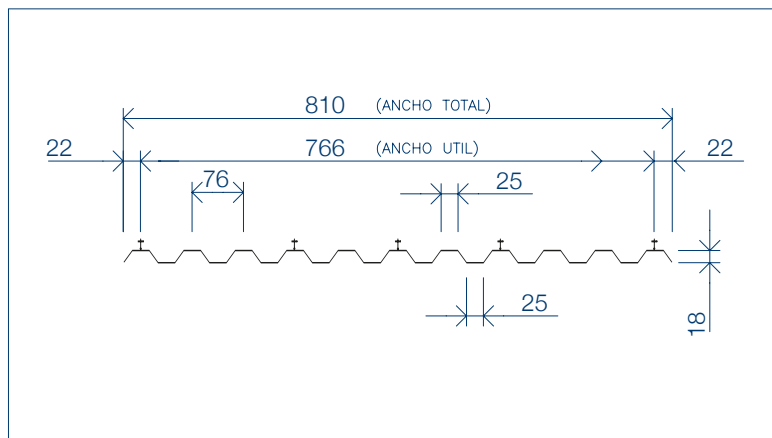 810 (ANCHO TOTAL)
22 766 (ANCHO UTIL) 22
76 25
25
18